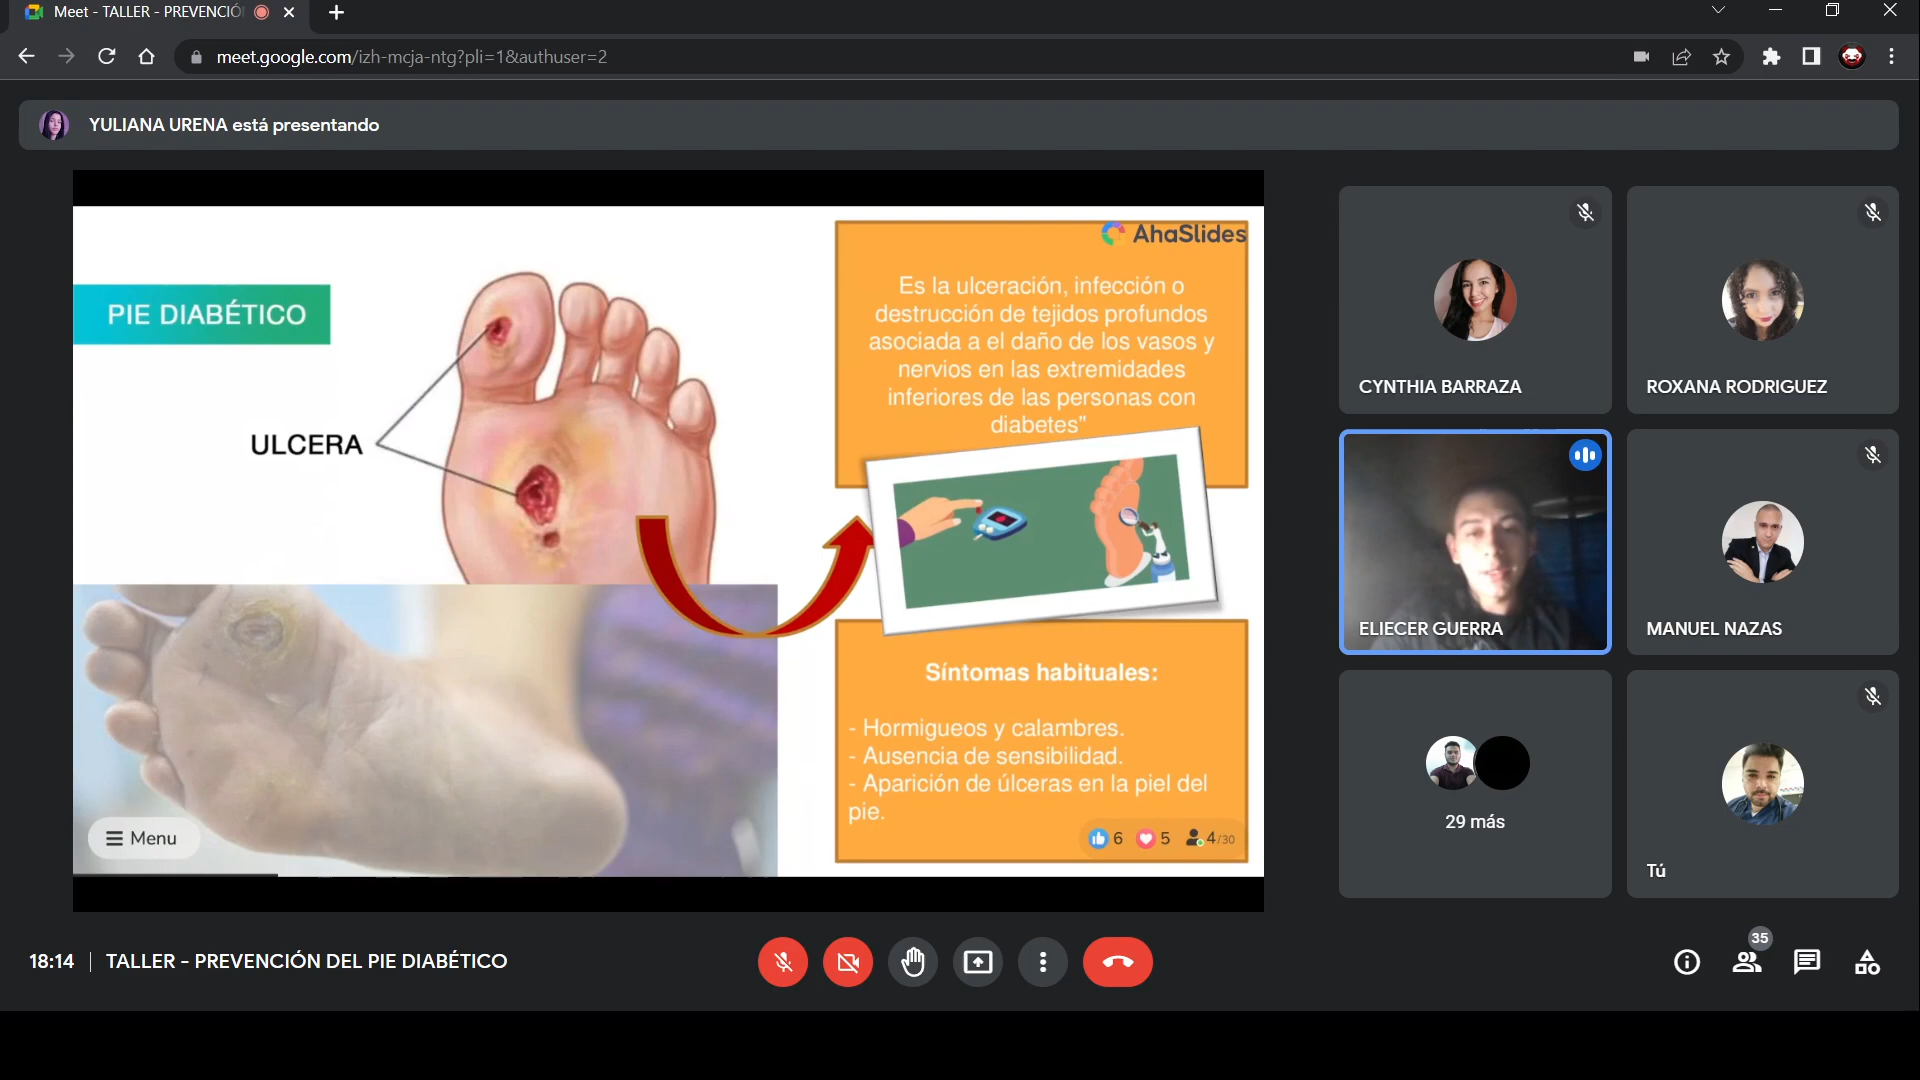 Meet - TALLER - PREVENCIÓ
meet.google.com/izh-mcja-ntg?pli=1&authuser=2
YULIANA URENA está presentando
PIE DIABÉTICO
ULCERA
AhaSlides
Es la ulceración, infección o
destrucción de tejidos profundos
asociada a el daño de los vasos y
nervios en las extremidades
inferiores de las personas con
diabetes"
Síntomas habituales:
- Hormigueos y calambres.
- Ausencia de sensibilidad.
- Aparición de úlceras en la piel del
pie.
Menu
6 5 4/30
CYNTHIA BARRAZA
ROXANA RODRIGUEZ
ELIECER GUERRA
MANUEL NAZAS
29 más
Tú
18:14 | TALLER - PREVENCIÓN DEL PIE DIABÉTICO
35